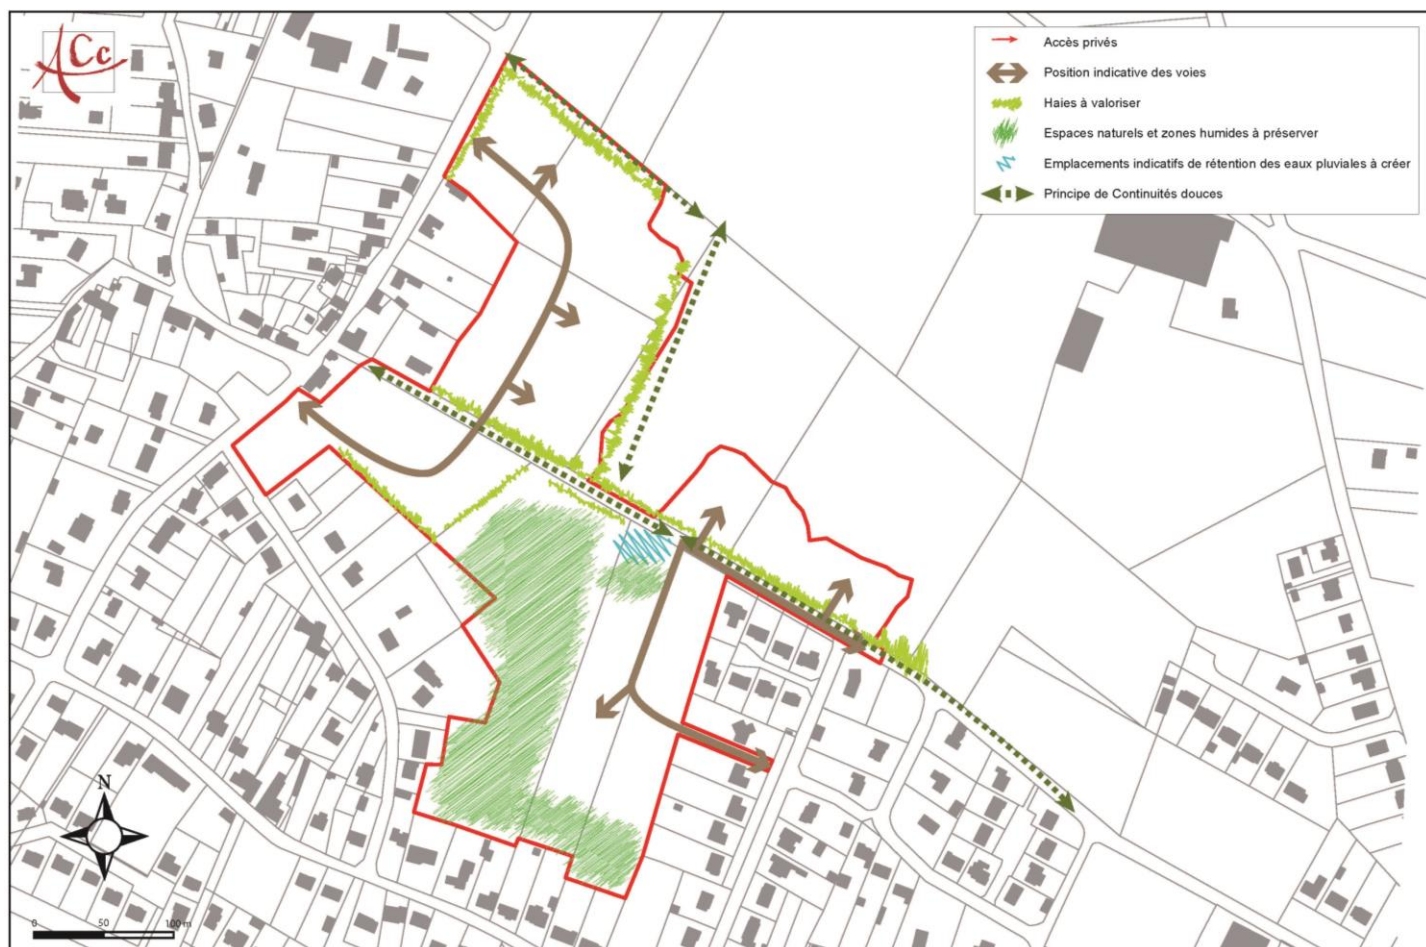 ACc
Accès privés
Position indicative des voies
Haies à valoriser
Espaces naturels et zones humides à préserver
Emplacements indicatifs de rétention des eaux pluviales à créer
Principe de Continuités douces
N
0 50 100 m